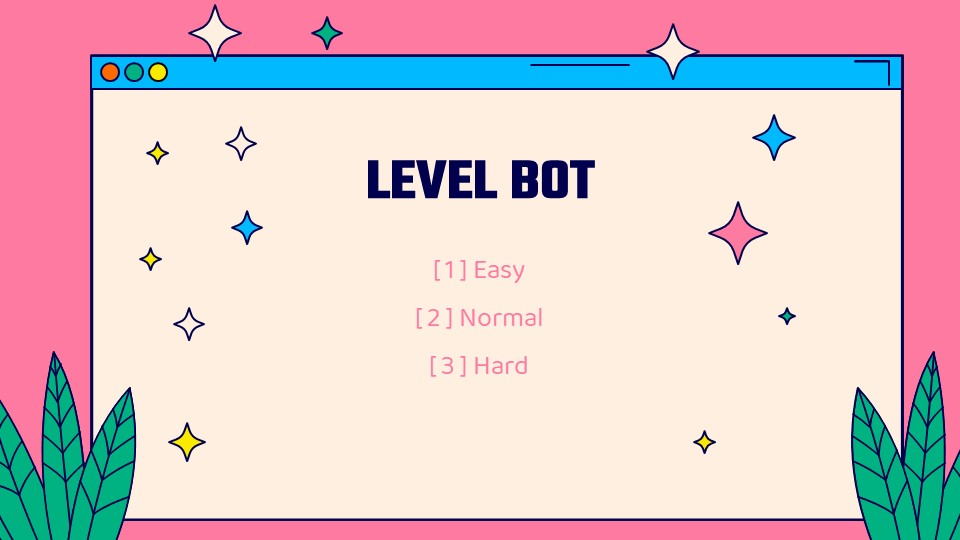 LEVEL BOT
[1] Easy
[2] Normal
[3] Hard